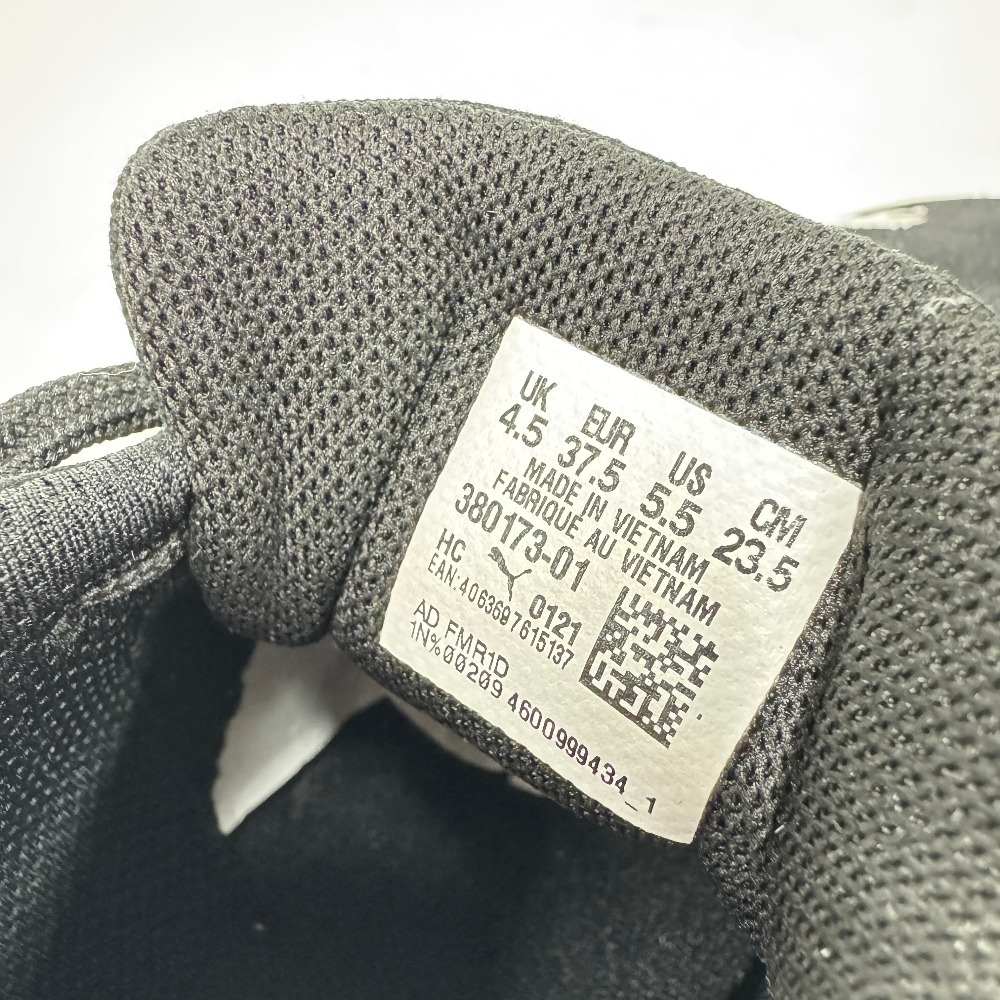 UK EUR US CM
4.5 37.5 5.5 23.5
MADE IN VIETNAM
FABRIQUÉ AU VIETNAM
380173-01
HC 0121
EAN:4063697615137
AD FMR1D
1N%00209 4600999434_1